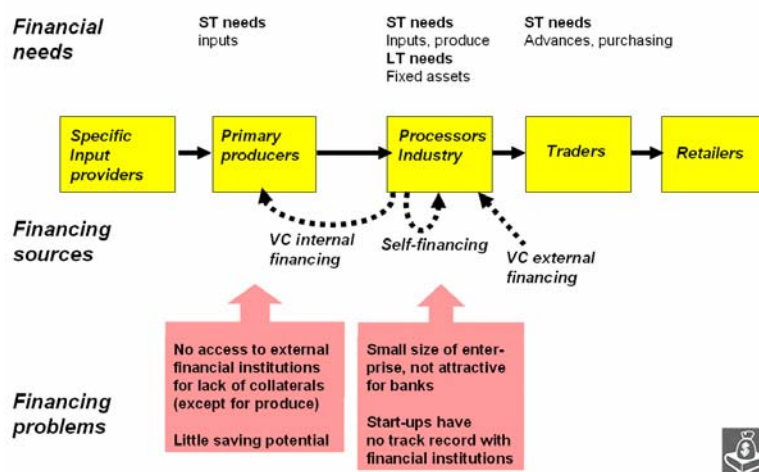 Financial
needs
ST needs
inputs
ST needs
Inputs, produce
LT needs
Fixed assets
ST needs
Advances, purchasing
Specific
Input
providers
Primary
producers
Processors
Industry
Traders
Retailers
Financing
sources
VC internal
financing
Self-financing
VC external
financing
Financing
problems
No access to external
financial institutions
for lack of collaterals
(except for produce)
Little saving potential
Small size of enter-
prise, not attractive
for banks
Start-ups have
no track record with
financial institutions
$